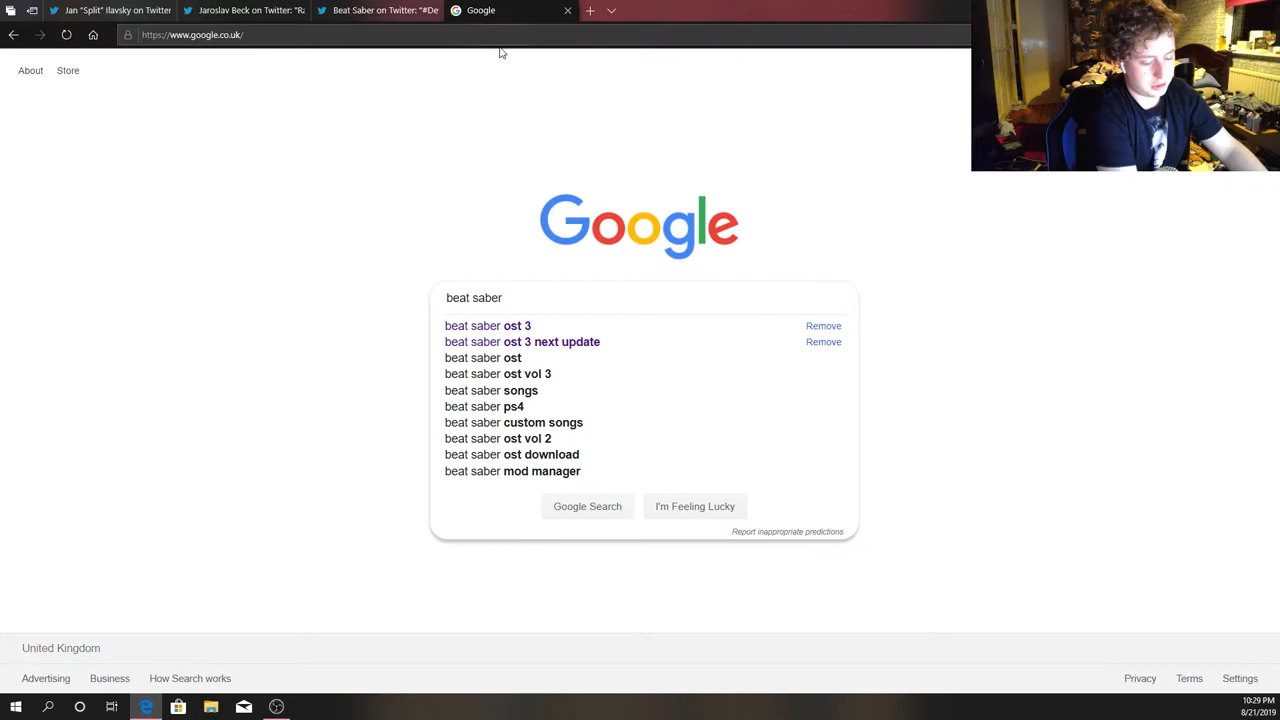 Jan "Split" Ilavsky on Twitter
Jaroslav Beck on Twitter: "Ra
Beat Saber on Twitter: "#De
Google
https://www.google.co.uk/
About
Store
Google
beat saber
beat saber ost 3
Remove
beat saber ost 3 next update
Remove
beat saber ost
beat saber ost vol 3
beat saber songs
beat saber ps4
beat saber custom songs
beat saber ost vol 2
beat saber ost download
beat saber mod manager
Google Search
I'm Feeling Lucky
Report inappropriate predictions
United Kingdom
Advertising
Business
How Search works
Privacy
Terms
Settings
10:29 PM
8/21/2019